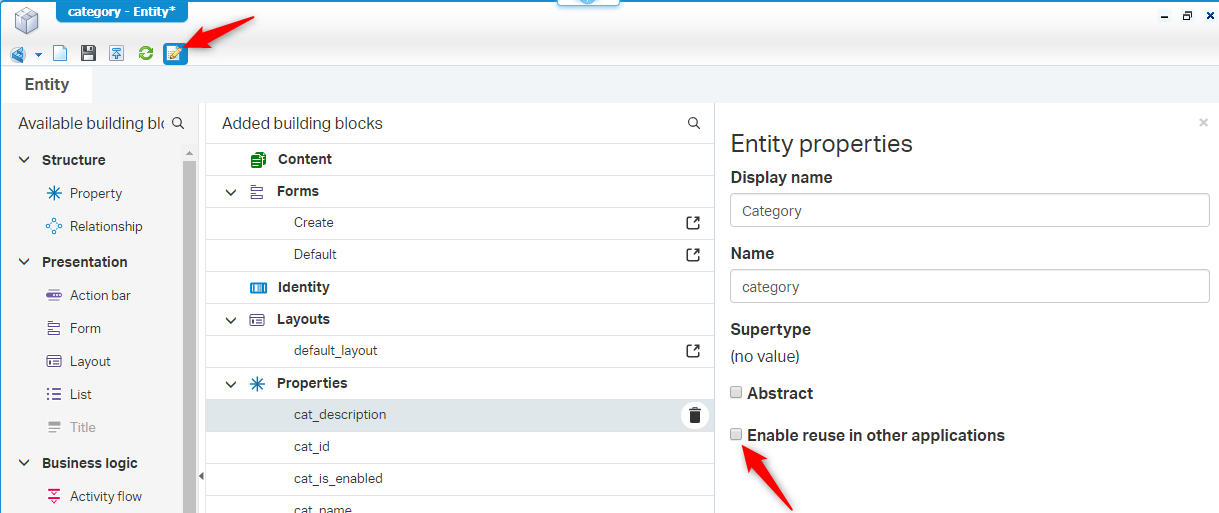 category - Entity*
Entity
Available building blo
Structure
Property
Relationship
Presentation
Action bar
Form
Layout
List
Title
Business logic
Activity flow
Added building blocks
Content
Forms
Create
Default
Identity
Layouts
default_layout
Properties
cat_description
cat_id
cat_is_enabled
cat_name
Entity properties
Display name
Category
Name
category
Supertype
(no value)
Abstract
Enable reuse in other applications